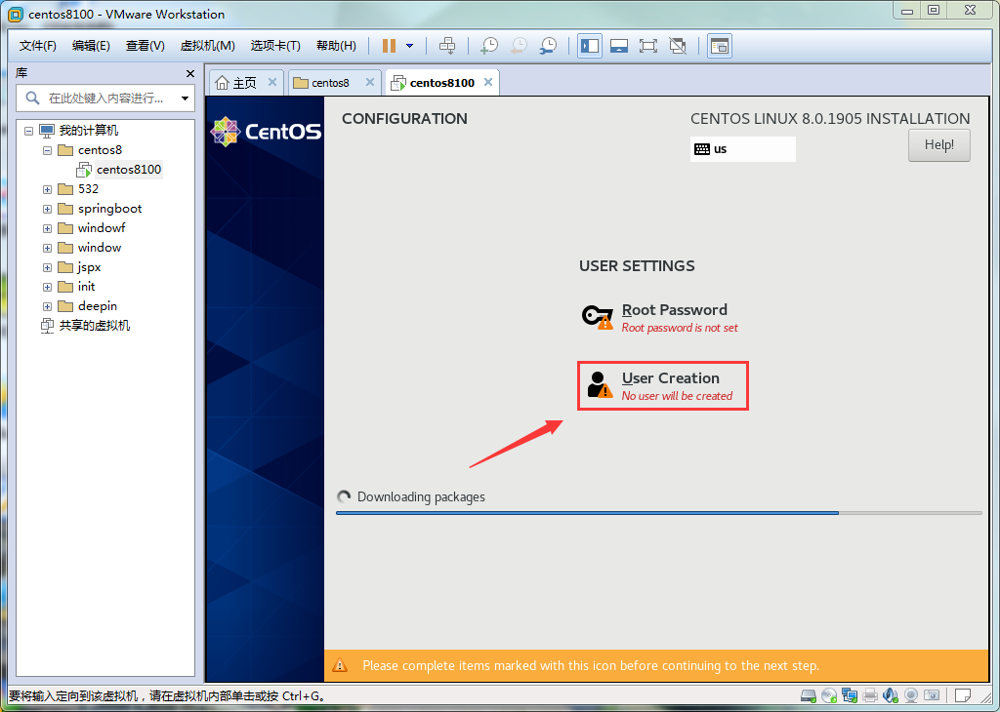 centos8100 - VMware Workstation
文件(F) 编辑(E) 查看(V) 虚拟机(M) 选项卡(T) 帮助(H)
库
在此处键入内容进行...
我的计算机
centos8
centos8100
532
springboot
windowf
window
jspx
init
deepin
共享的虚拟机
主页 centos8 centos8100
CentOS
CONFIGURATION
CENTOS LINUX 8.0.1905 INSTALLATION
us
Help!
USER SETTINGS
Root Password
Root password is not set
User Creation
No user will be created
Downloading packages
Please complete items marked with this icon before continuing to the next step.
要将输入定向到该虚拟机，请在虚拟机内部单击或按 Ctrl+G。